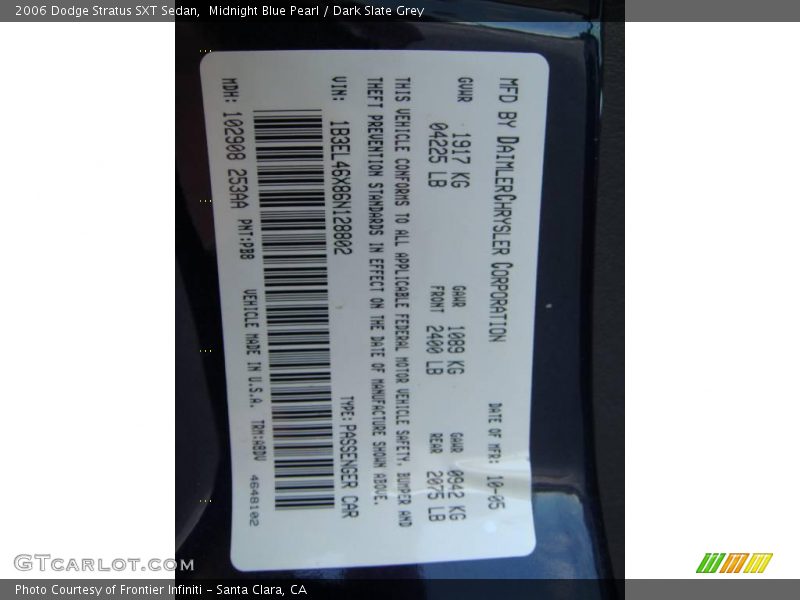 2006 Dodge Stratus SXT Sedan,  Midnight Blue Pearl / Dark Slate Grey
MFD BY DAIMLERCHRYSLER CORPORATION DATE OF MFR: 10-05
GVWR 1917 KG GAWR 1089 KG GAWR 0942 KG
04225 LB FRONT 2400 LB REAR 2075 LB
THIS VEHICLE CONFORMS TO ALL APPLICABLE FEDERAL MOTOR VEHICLE SAFETY, BUMPER AND
THEFT PREVENTION STANDARDS IN EFFECT ON THE DATE OF MANUFACTURE SHOWN ABOVE.
VIN: 1B3EL46X86N128802 TYPE: PASSENGER CAR
MDH: 102908 253AA PNT:PB8 VEHICLE MADE IN U.S.A. TRM:ABDV
4648102
GTCarLot.com
Photo Courtesy of Frontier Infiniti - Santa Clara, CA